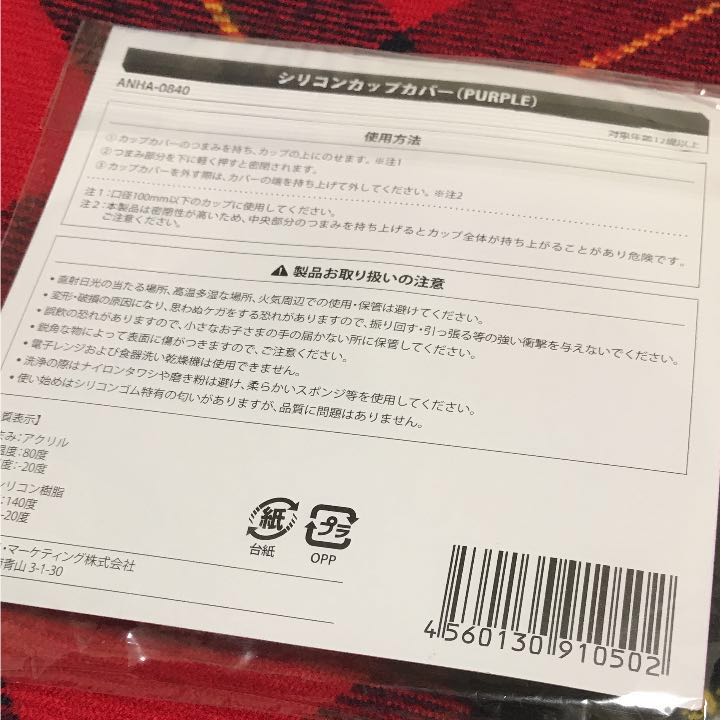 シリコンカップカバー(PURPLE)
ANHA-0840
対象年齢12歳以上
使用方法
①カップカバーのつまみを持ち、カップの上にのせます。※注1
②つまみ部分を下に軽く押すと密閉されます。
③カップカバーを外す際は、カバーの端を持ち上げて外してください。※注2
注1:口径100mm以下のカップに使用してください。
注2:本製品は密閉性が高いため、中央部分のつまみを持ち上げるとカップ全体が持ち上がることがあり危険です。
ご注意ください。
⚠製品お取り扱いの注意
・直射日光の当たる場所、高温多湿な場所、火気周辺での使用・保管は避けてください。
・変形・破損の原因になり、思わぬケガをする恐れがありますので、振り回す・引っ張る等の強い衝撃を与えないでください。
・誤飲の恐れがありますので、小さなお子さまの手の届かない所に保管してください。
・鋭角な物によって表面に傷がつきますので、ご注意ください。
・電子レンジおよび食器洗い乾燥機は使用できません。
・洗浄の際はナイロンタワシや磨き粉は避け、柔らかいスポンジ等を使用してください。
・使い始めはシリコンゴム特有の匂いがありますが、品質に問題はありません。
質表示】
まみ:アクリル
温度:80度
度:-20度
シリコン樹脂
:140度
-20度
・マーケティング株式会社
青山 3-1-30
紙
台紙
プラ
OPP
4560130910502